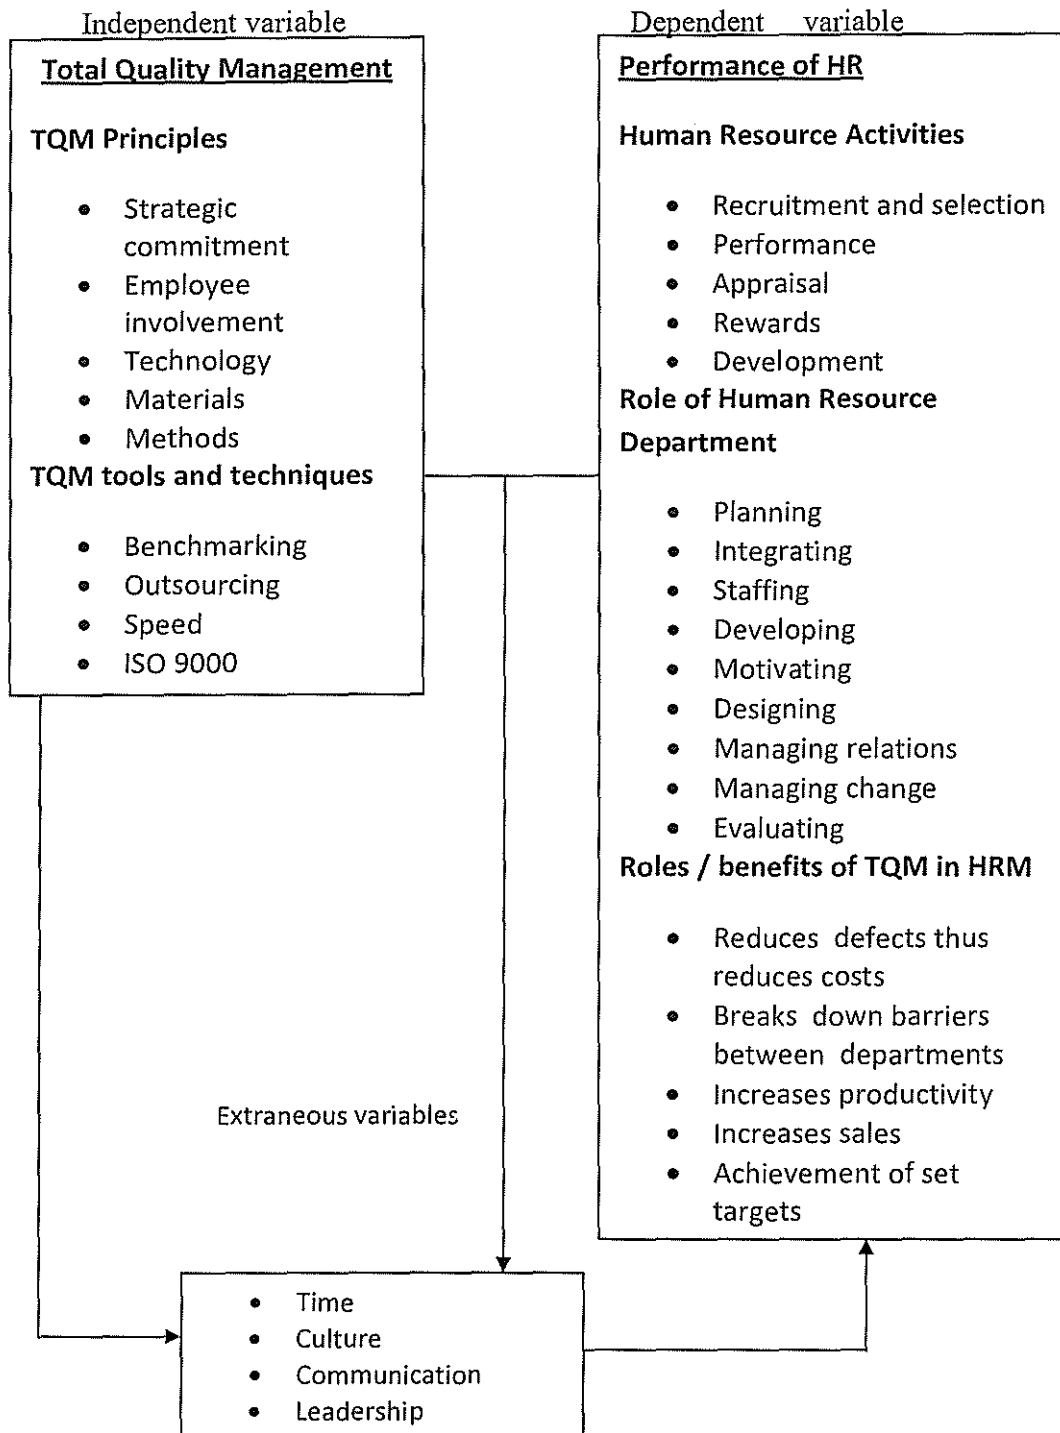 Independent variable
Total Quality Management
TQM Principles
• Strategic
commitment
• Employee
involvement
• Technology
• Materials
• Methods
TQM tools and techniques
• Benchmarking
• Outsourcing
• Speed
• ISO 9000
Dependent variable
Performance of HR
Human Resource Activities
• Recruitment and selection
• Performance
• Appraisal
• Rewards
• Development
Role of Human Resource
Department
• Planning
• Integrating
• Staffing
• Developing
• Motivating
• Designing
• Managing relations
• Managing change
• Evaluating
Roles / benefits of TQM in HRM
• Reduces defects thus
reduces costs
• Breaks down barriers
between departments
• Increases productivity
• Increases sales
• Achievement of set
targets
Extraneous variables
• Time
• Culture
• Communication
• Leadership